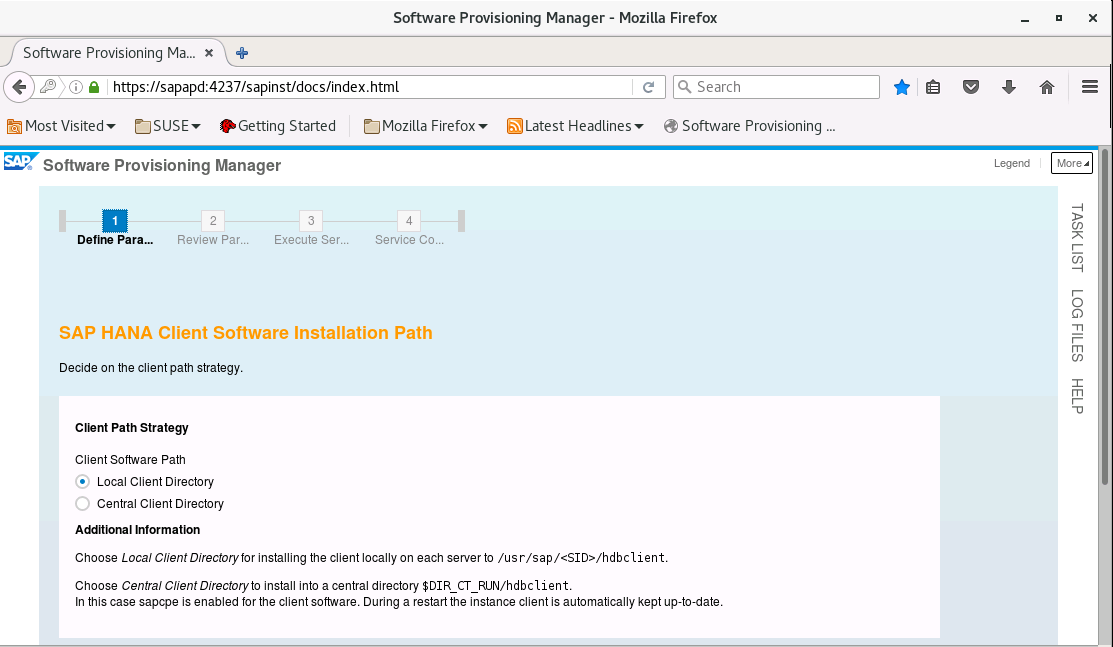 Software Provisioning Manager - Mozilla Firefox
Software Provisioning Ma...
https://sapapd:4237/sapinst/docs/index.html
Search
Most Visited
SUSE
Getting Started
Mozilla Firefox
Latest Headlines
Software Provisioning ...
SAP
Software Provisioning Manager
Legend
More
1
2
3
4
Define Para...
Review Par...
Execute Ser...
Service Co...
TASK LIST
LOG FILES
HELP
SAP HANA Client Software Installation Path
Decide on the client path strategy.
Client Path Strategy
Client Software Path
Local Client Directory
Central Client Directory
Additional Information
Choose Local Client Directory for installing the client locally on each server to /usr/sap/<SID>/hdbclient.
Choose Central Client Directory to install into a central directory $DIR_CT_RUN/hdbclient.
In this case sapcpe is enabled for the client software. During a restart the instance client is automatically kept up-to-date.